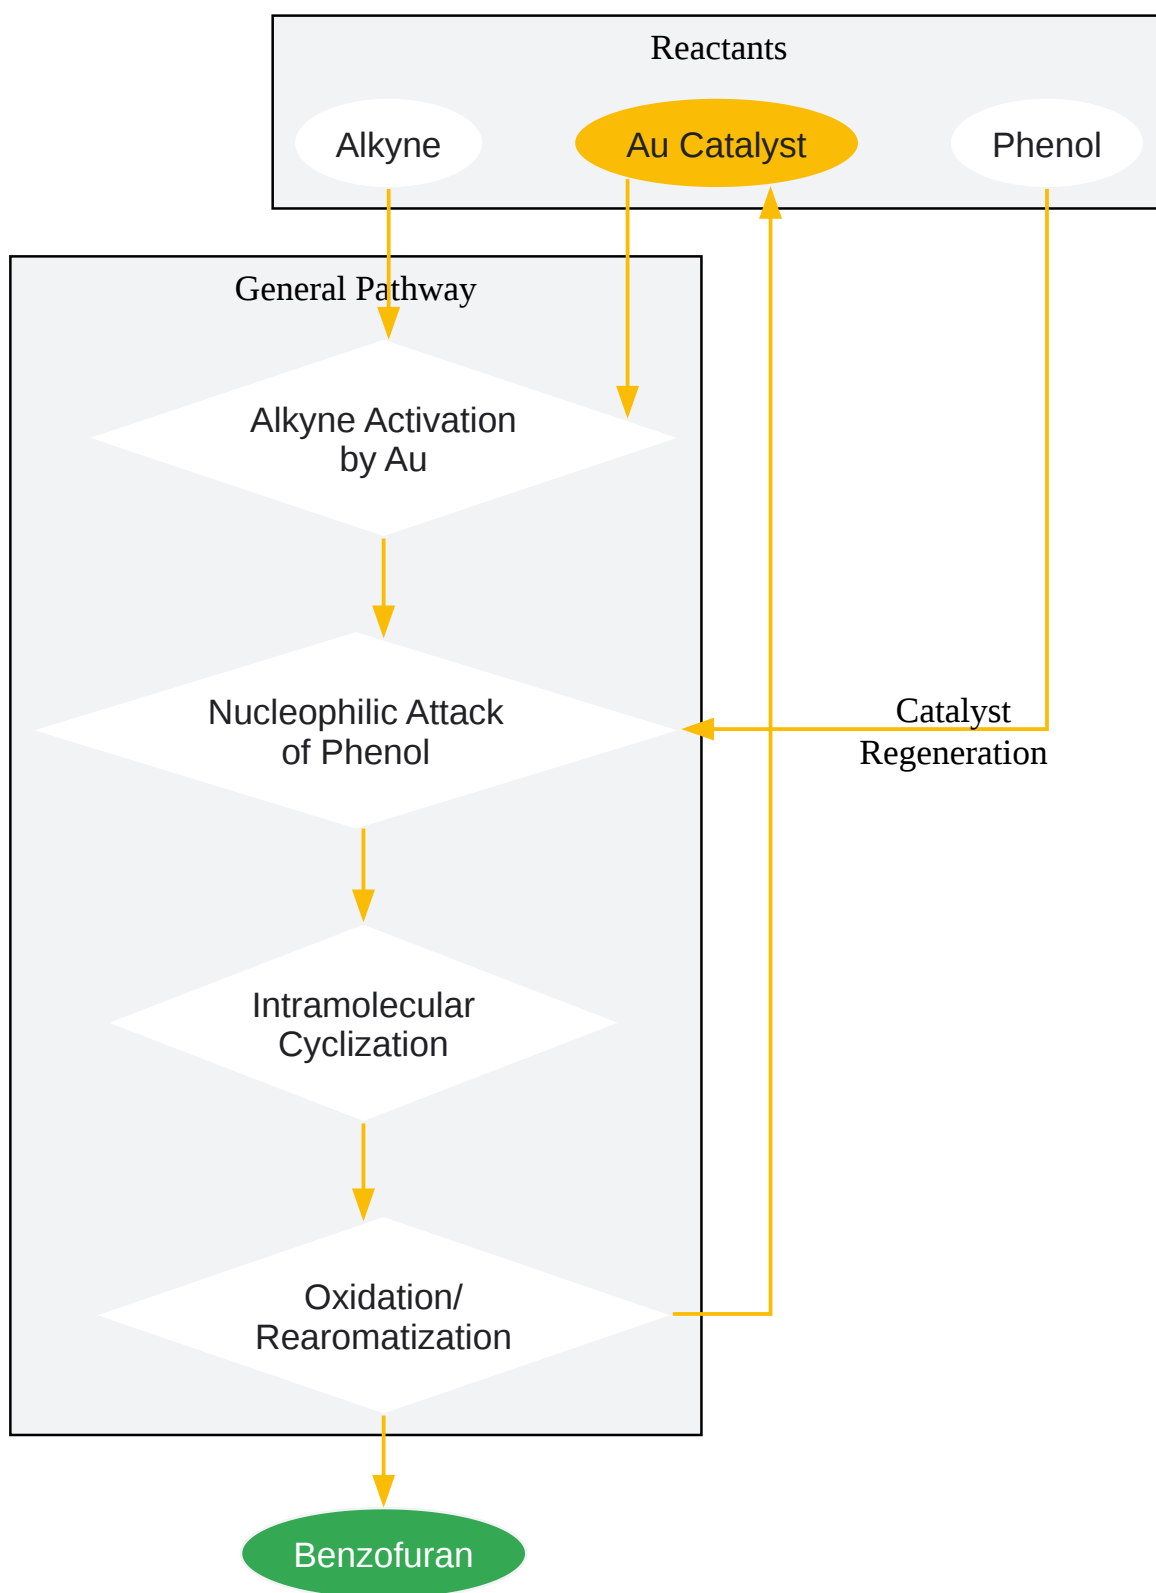 Reactants
Alkyne
Au Catalyst
Phenol
General Pathway
Alkyne Activation
by Au
Nucleophilic Attack
of Phenol
Catalyst
Regeneration
Intramolecular
Cyclization
Oxidation/
Rearomatization
Benzofuran